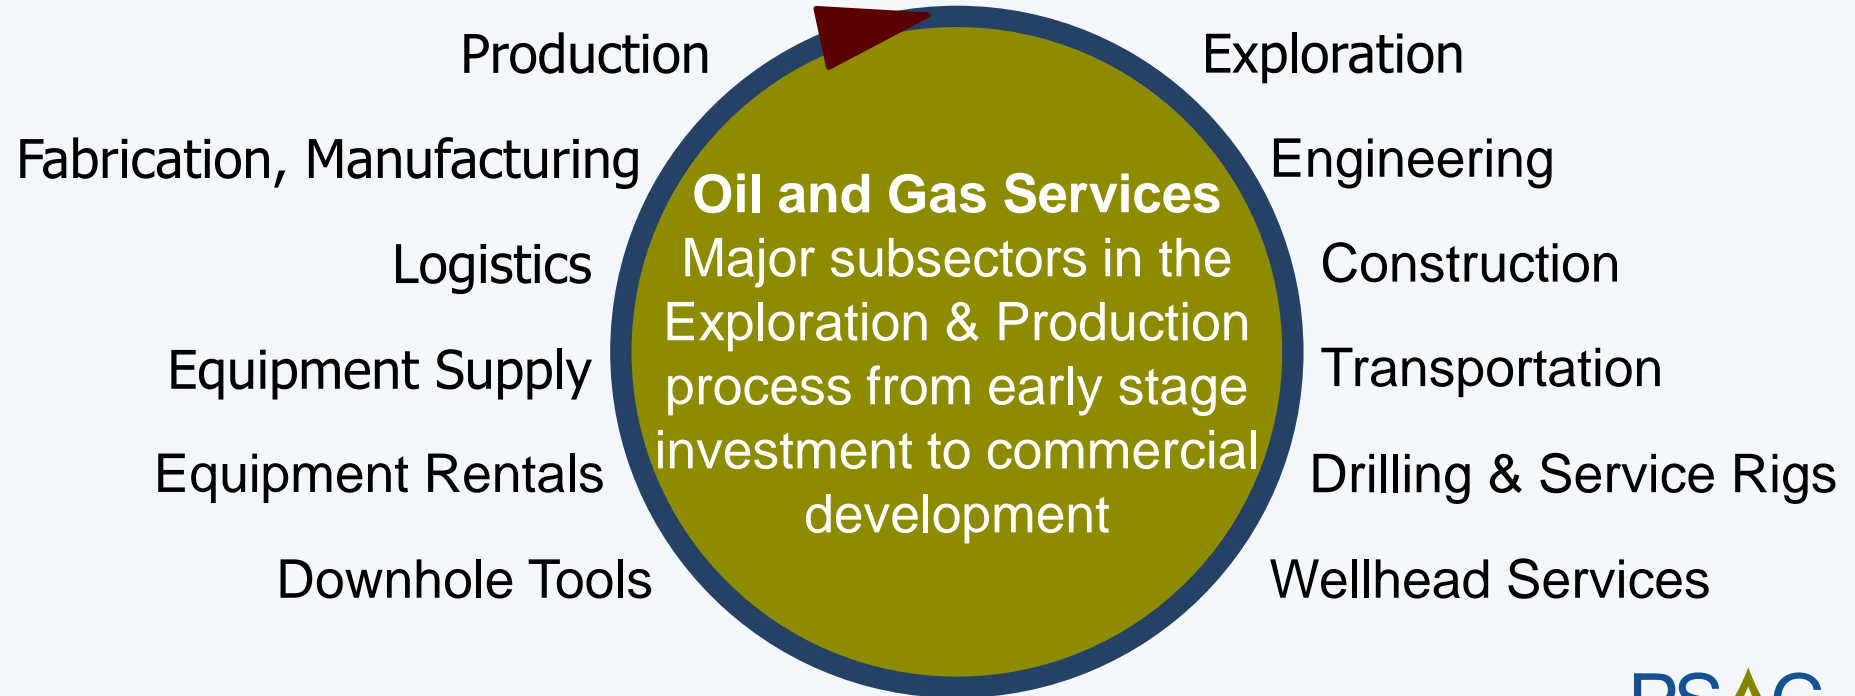 Production
Exploration
Fabrication, Manufacturing
Engineering
Oil and Gas Services
Major subsectors in the
Exploration & Production
process from early stage
investment to commercial
development
Logistics
Construction
Equipment Supply
Transportation
Equipment Rentals
Drilling & Service Rigs
Downhole Tools
Wellhead Services
PSAC